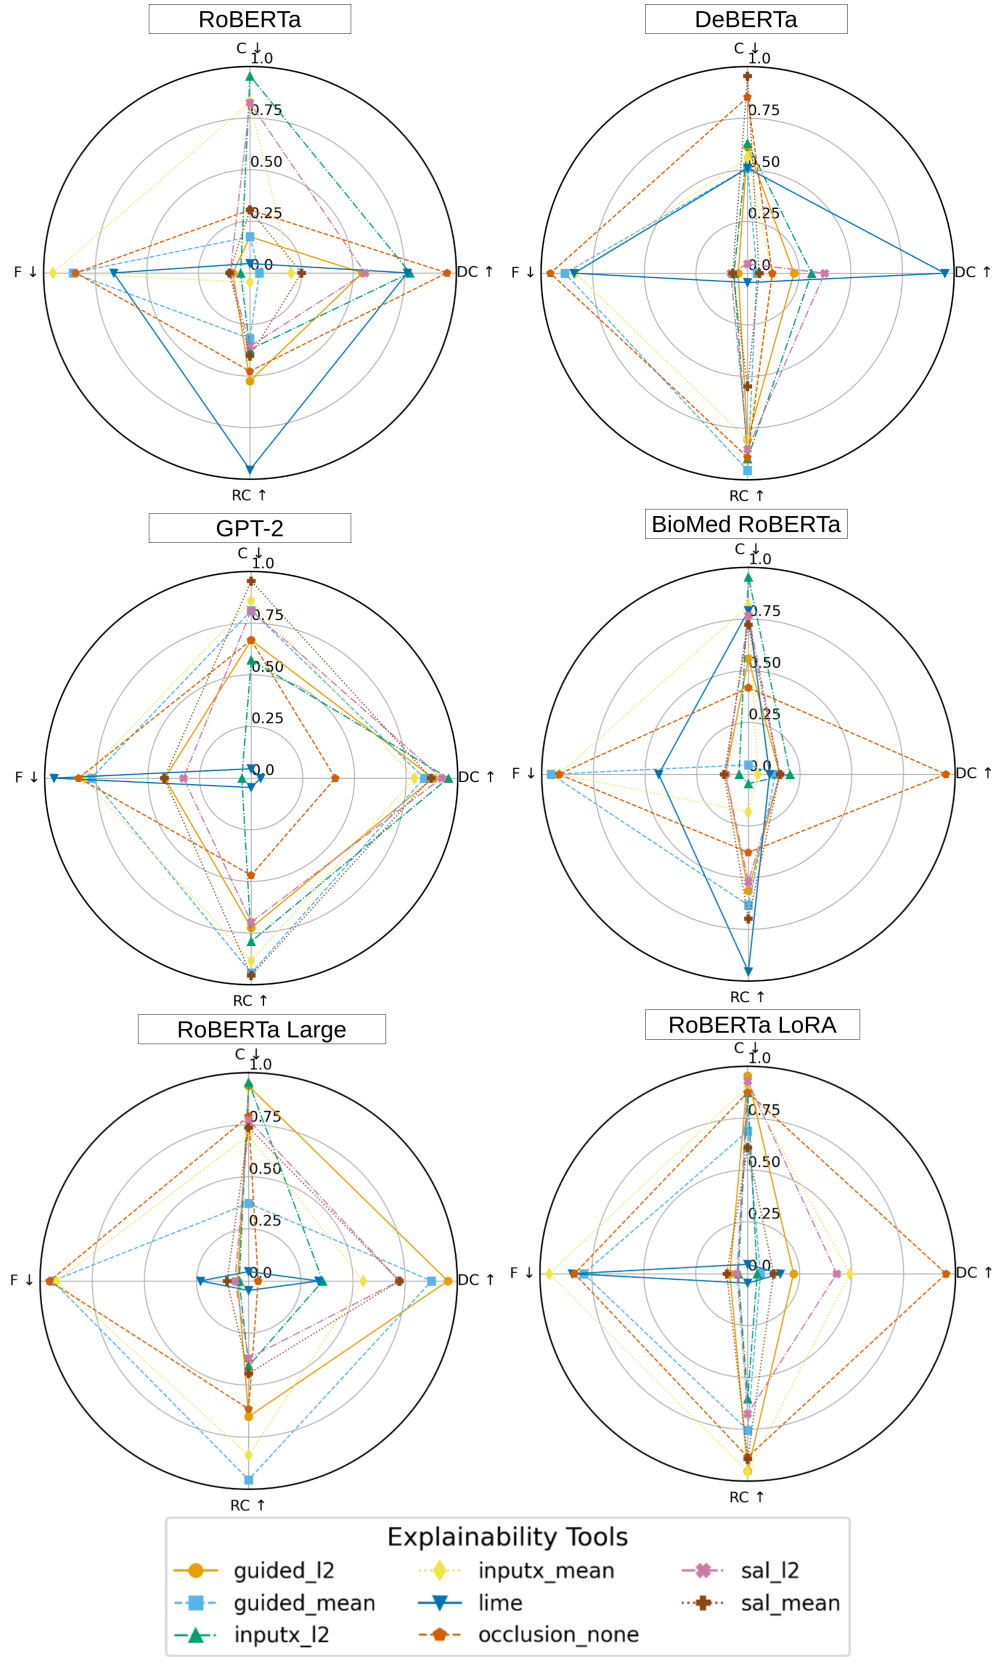 RoBERTa
DeBERTa
C ↓
1.0
0.75
0.50
0.25
0.0
F ↓
DC ↑
RC ↑
C ↓
1.0
0.75
0.50
0.25
0.0
F ↓
DC ↑
RC ↑
GPT-2
BioMed RoBERTa
C ↓
1.0
0.75
0.50
0.25
0.0
F ↓
DC ↑
RC ↑
C ↓
1.0
0.75
0.50
0.25
0.0
F ↓
DC ↑
RC ↑
RoBERTa Large
RoBERTa LoRA
C ↓
1.0
0.75
0.50
0.25
0.0
F ↓
DC ↑
RC ↑
C ↓
1.0
0.75
0.50
0.25
0.0
F ↓
DC ↑
RC ↑
Explainability Tools
guided_l2
guided_mean
inputx_l2
inputx_mean
lime
occlusion_none
sal_l2
sal_mean